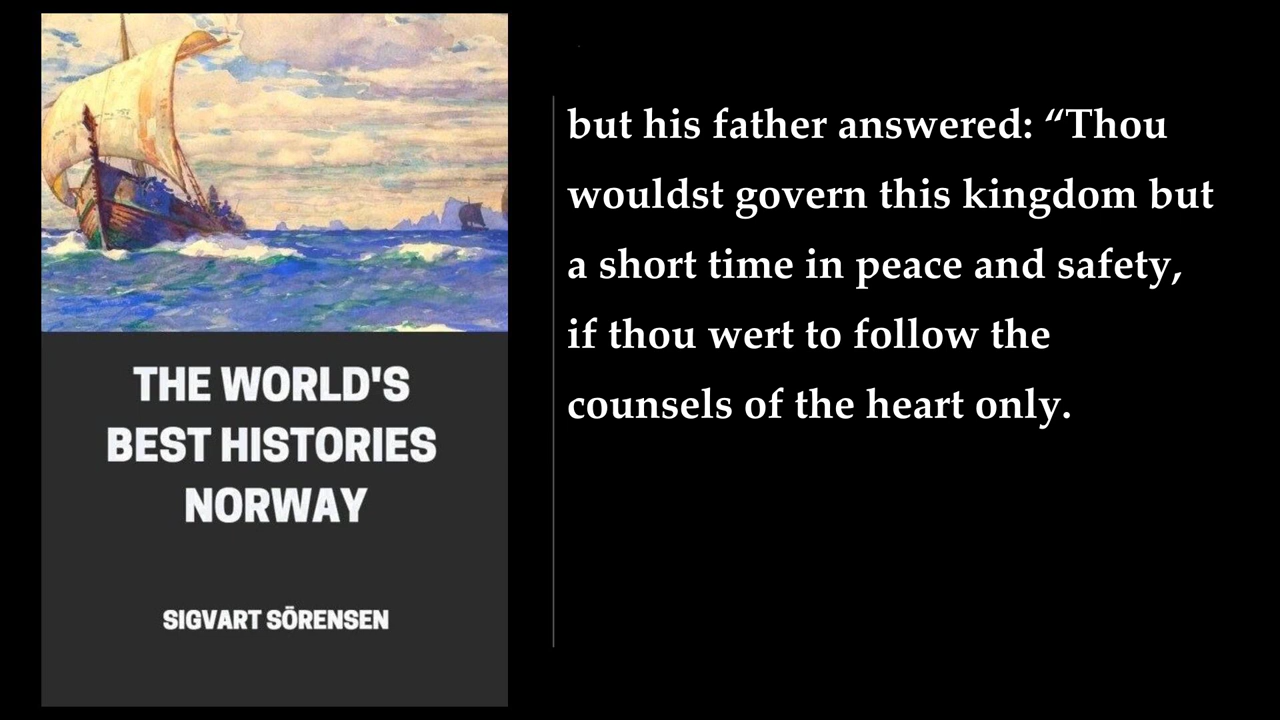 THE WORLD'S
BEST HISTORIES
NORWAY
SIGVART SÖRENSEN
but his father answered: “Thou
wouldst govern this kingdom but
a short time in peace and safety,
if thou wert to follow the
counsels of the heart only.